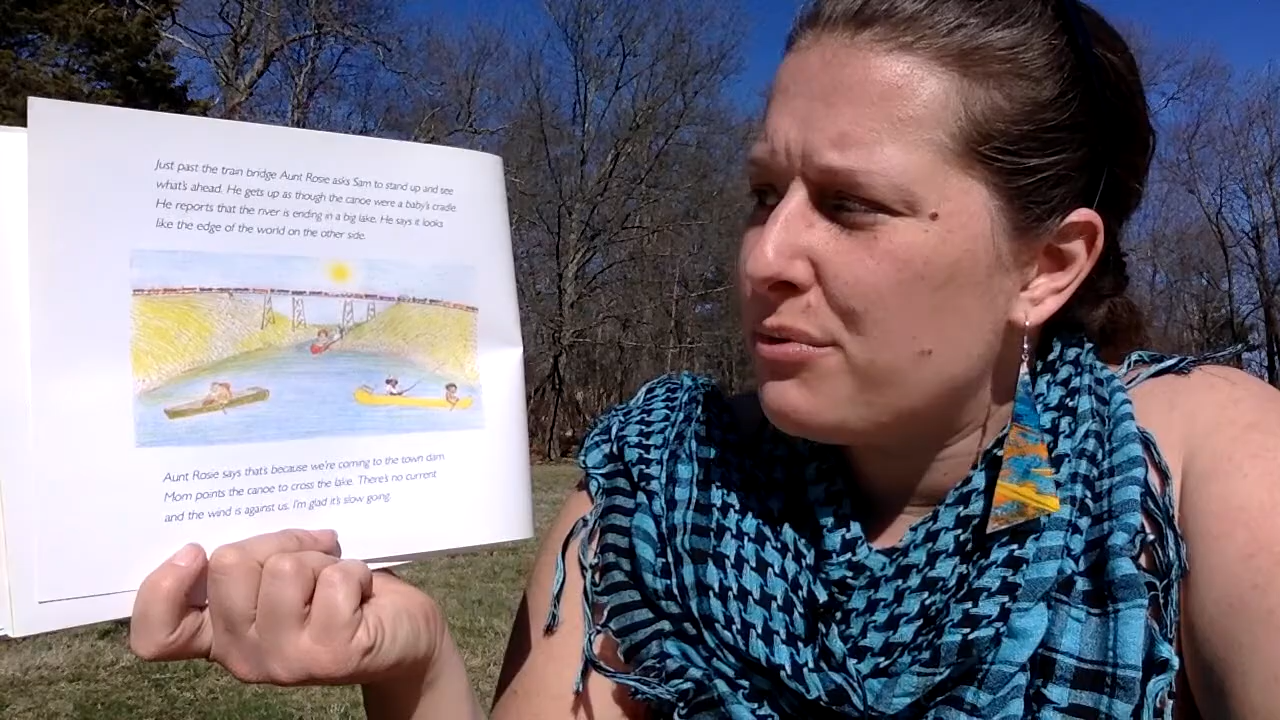 Just past the train bridge Aunt Rosie asks Sam to stand up and see
what's ahead. He gets up as though the canoe were a baby's cradle.
He reports that the river is ending in a big lake. He says it looks
like the edge of the world on the other side.
Aunt Rosie says that's because we're coming to the town dam.
Mom points the canoe to cross the lake. There's no current
and the wind is against us. I'm glad it's slow going.